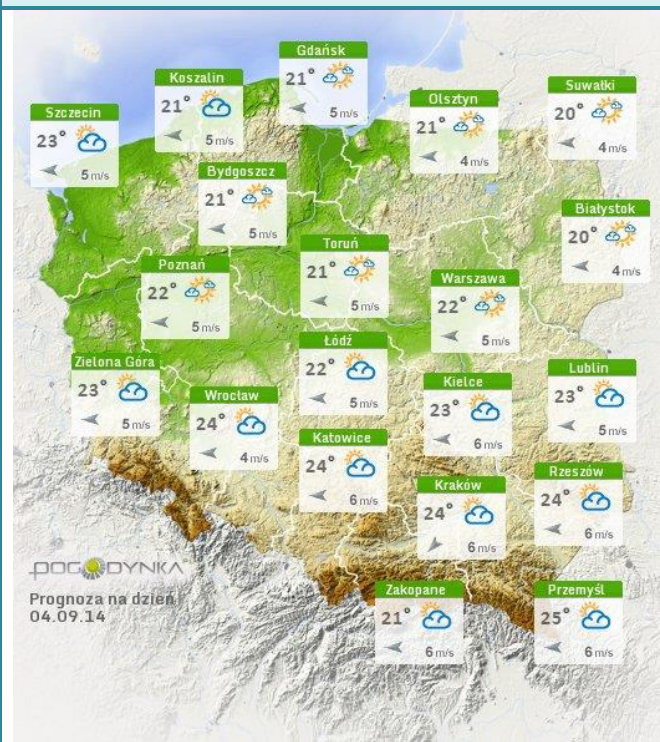 Gdańsk
21°
5 m/s
Koszalin
21°
5 m/s
Suwałki
20°
4 m/s
Olsztyn
21°
4 m/s
Szczecin
23°
5 m/s
Bydgoszcz
21°
5 m/s
Białystok
20°
4 m/s
Toruń
21°
5 m/s
Poznań
22°
5 m/s
Warszawa
22°
5 m/s
Łódź
22°
5 m/s
Zielona Góra
23°
5 m/s
Lublin
23°
5 m/s
Kielce
23°
6 m/s
Wrocław
24°
4 m/s
Katowice
24°
6 m/s
Rzeszów
24°
6 m/s
Kraków
24°
6 m/s
POGODYNKA
Prognoza na dzień
04.09.14
Zakopane
21°
6 m/s
Przemyśl
25°
6 m/s